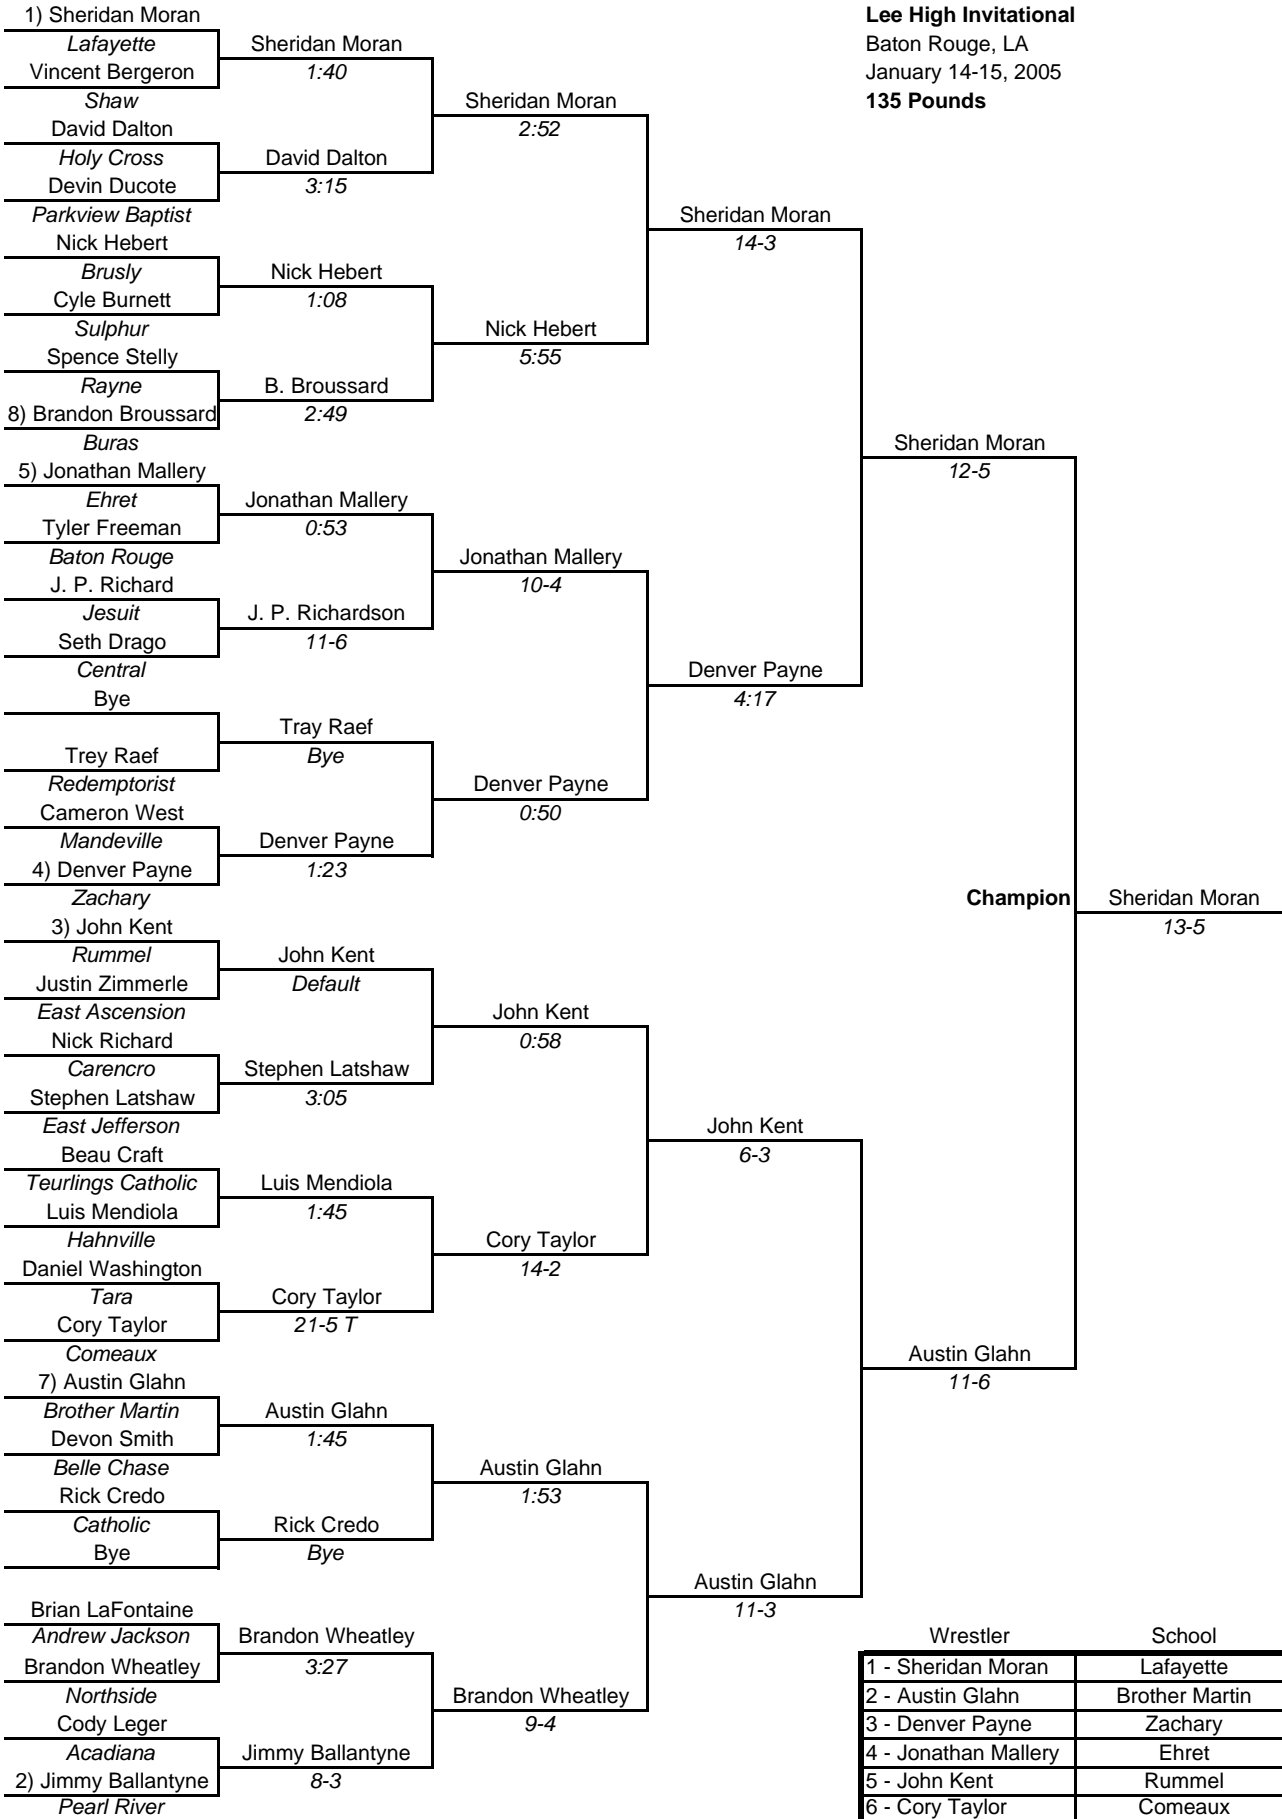 1) Sheridan Moran
Lafayette
Vincent Bergeron
Shaw
David Dalton
Holy Cross
Devin Ducote
Parkview Baptist
Nick Hebert
Brusly
Cyle Burnett
Sulphur
Spence Stelly
Rayne
8) Brandon Broussard
Buras
5) Jonathan Mallery
Ehret
Tyler Freeman
Baton Rouge
J. P. Richard
Jesuit
Seth Drago
Central
Bye
Trey Raef
Redemptorist
Cameron West
Mandeville
4) Denver Payne
Zachary
3) John Kent
Rummel
Justin Zimmerle
East Ascension
Nick Richard
Carencro
Stephen Latshaw
East Jefferson
Beau Craft
Teurlings Catholic
Luis Mendiola
Hahnville
Daniel Washington
Tara
Cory Taylor
Comeaux
7) Austin Glahn
Brother Martin
Devon Smith
Belle Chase
Rick Credo
Catholic
Bye
Brian LaFontaine
Andrew Jackson
Brandon Wheatley
Northside
Cody Leger
Acadiana
2) Jimmy Ballantyne
Pearl River
Sheridan Moran
1:40
David Dalton
3:15
Nick Hebert
1:08
B. Broussard
2:49
Jonathan Mallery
0:53
J. P. Richardson
11-6
Tray Raef
Bye
Denver Payne
1:23
John Kent
Default
Stephen Latshaw
3:05
Luis Mendiola
1:45
Cory Taylor
21-5 T
Austin Glahn
1:45
Rick Credo
Bye
Brandon Wheatley
3:27
Jimmy Ballantyne
8-3
Sheridan Moran
2:52
Nick Hebert
5:55
Jonathan Mallery
10-4
Denver Payne
0:50
John Kent
0:58
Cory Taylor
14-2
Austin Glahn
1:53
Brandon Wheatley
9-4
Sheridan Moran
14-3
Denver Payne
4:17
John Kent
6-3
Austin Glahn
11-3
Lee High Invitational
Baton Rouge, LA
January 14-15, 2005
135 Pounds
Sheridan Moran
12-5
Austin Glahn
11-6
Champion Sheridan Moran
13-5
Wrestler School
1 - Sheridan Moran Lafayette
2 - Austin Glahn Brother Martin
3 - Denver Payne Zachary
4 - Jonathan Mallery Ehret
5 - John Kent Rummel
6 - Cory Taylor Comeaux